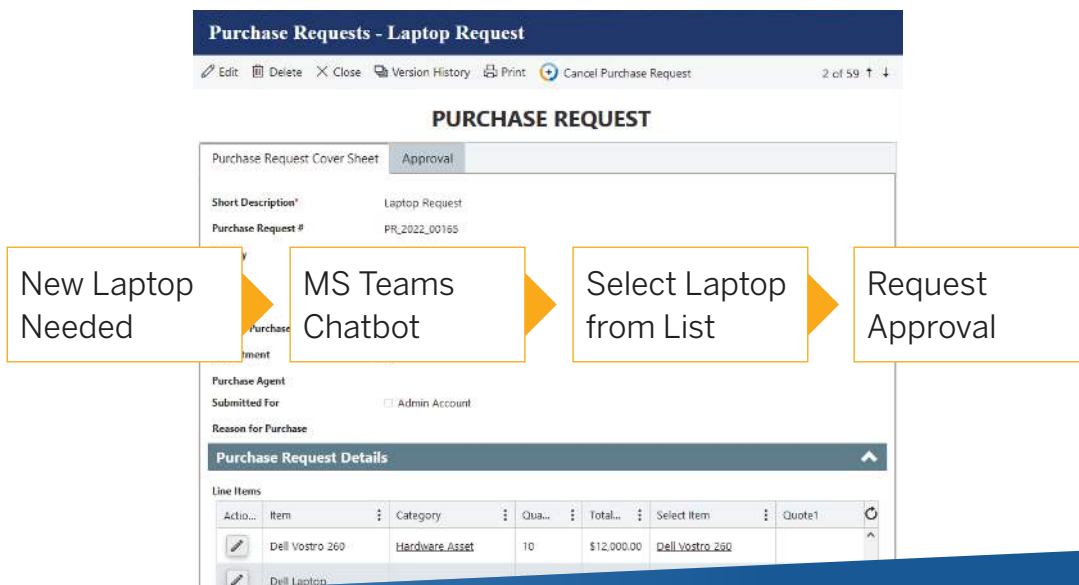 Purchase Requests - Laptop Request
Edit Delete Close Version History Print Cancel Purchase Request 2 of 59
PURCHASE REQUEST
Purchase Request Cover Sheet Approval
Short Description* Laptop Request
Purchase Request # PR_2022_00165
New Laptop
Needed
MS Teams
Chatbot
Select Laptop
from List
Request
Approval
Purchase Agent
Submitted For Admin Account
Reason for Purchase
Purchase Request Details
Line Items
Actio... Item Category Qua... Total... Select Item Quote1
Dell Vostro 260 Hardware Asset 10 $12,000.00 Dell Vostro 260
Dell Laptop